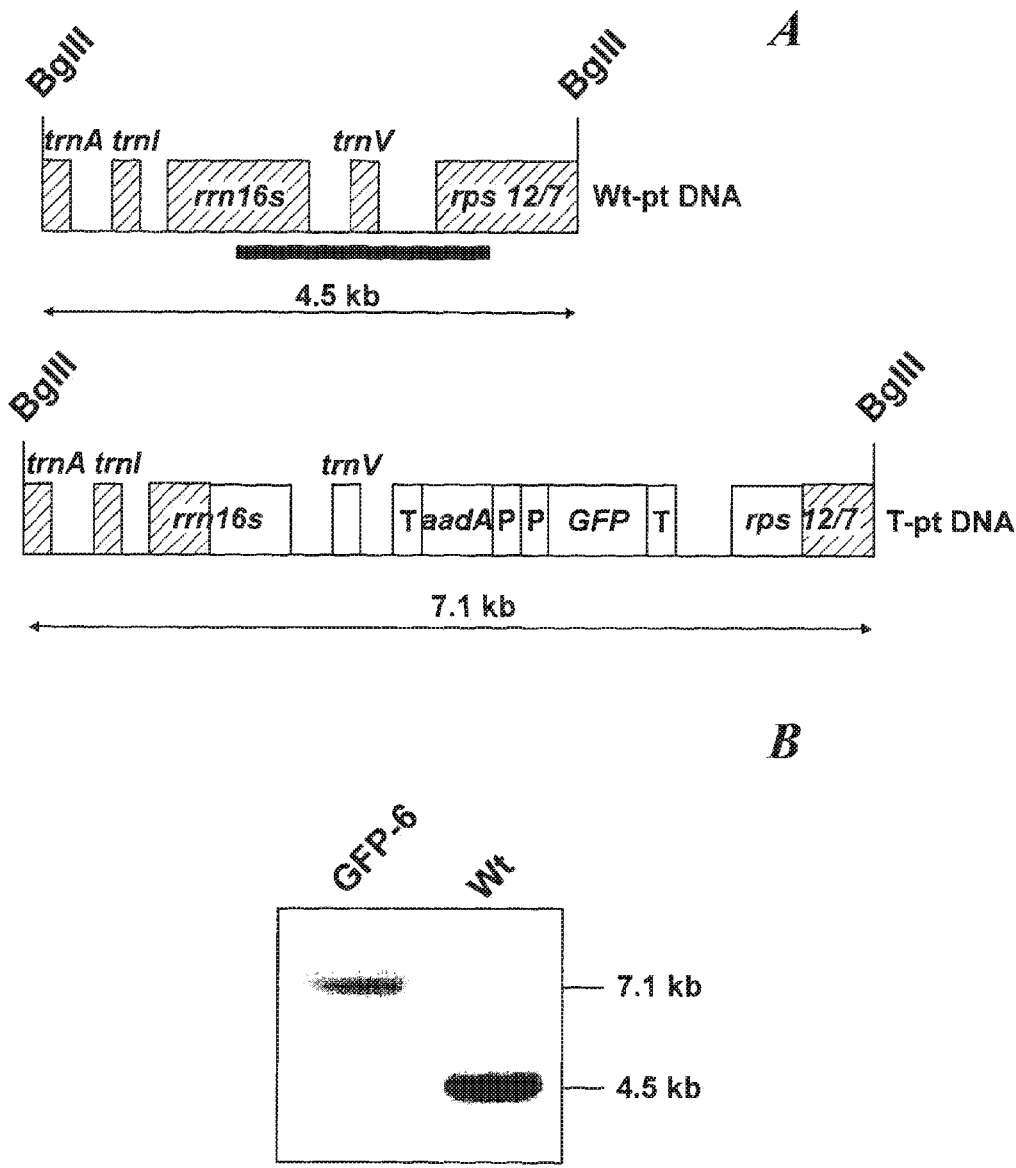 A
BglII
BglII
trnA trnI trnV
rrn16s rps 12/7 Wt-pt DNA
4.5 kb
BglII
BglII
trnA trnI trnV
rrn16s T aadA P P GFP T rps 12/7 T-pt DNA
7.1 kb
B
GFP-6
Wt
7.1 kb
4.5 kb